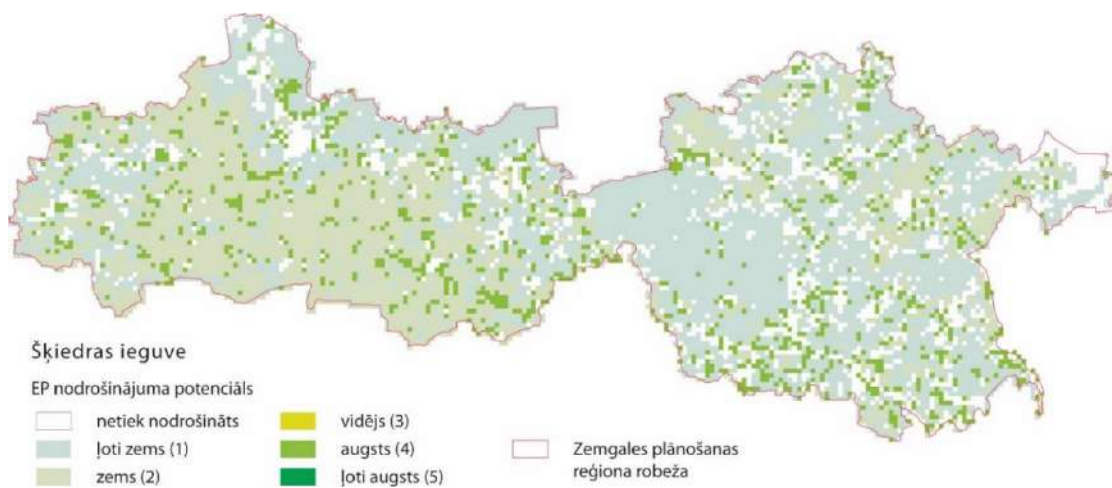 Šķiedras ieguve
EP nodrošinājuma potenciāls
netiek nodrošināts
ļoti zems (1)
zems (2)
vidējs (3)
augsts (4)
ļoti augsts (5)
Zemgales plānošanas
reģiona robeža